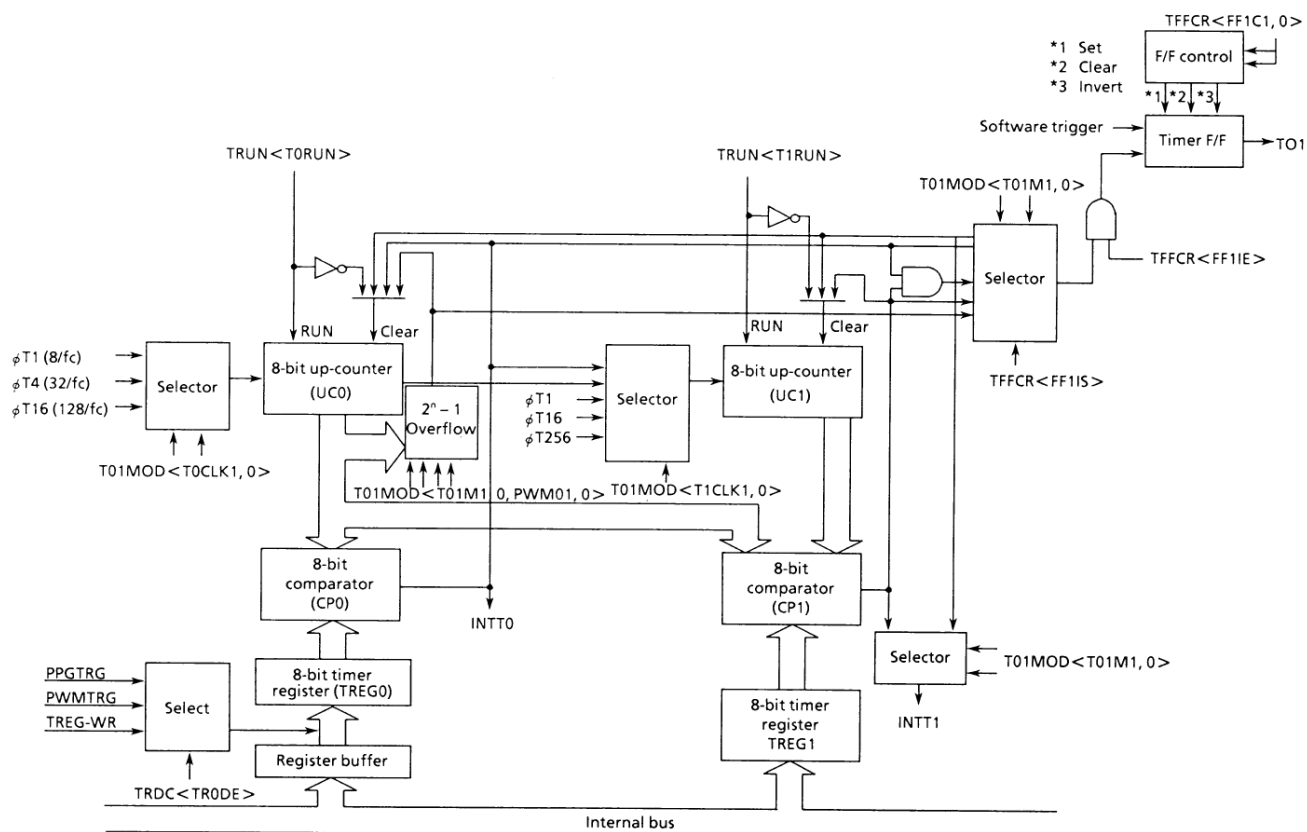 TFFCR<FF1C1, 0>
*1 Set
*2 Clear
*3 Invert
F/F control
*1 *2 *3
Software trigger
Timer F/F
TO1
TRUN<T0RUN>
TRUN<T1RUN>
T01MOD<T01M1, 0>
TFFCR<FF1IE>
Selector
RUN
Clear
RUN
Clear
TFFCR<FF1IS>
ϕT1 (8/fc)
ϕT4 (32/fc)
ϕT16 (128/fc)
Selector
8-bit up-counter
(UC0)
2ⁿ – 1
Overflow
ϕT1
ϕT16
ϕT256
Selector
8-bit up-counter
(UC1)
T01MOD<T0CLK1, 0>
T01MOD<T01M1, 0, PWM01, 0>
T01MOD<T1CLK1, 0>
8-bit
comparator
(CP0)
INTT0
8-bit
comparator
(CP1)
Selector
T01MOD<T01M1, 0>
INTT1
PPGTRG
PWMTRG
TREG-WR
Select
8-bit timer
register (TREG0)
8-bit timer
register
TREG1
Register buffer
TRDC<TR0DE>
Internal bus